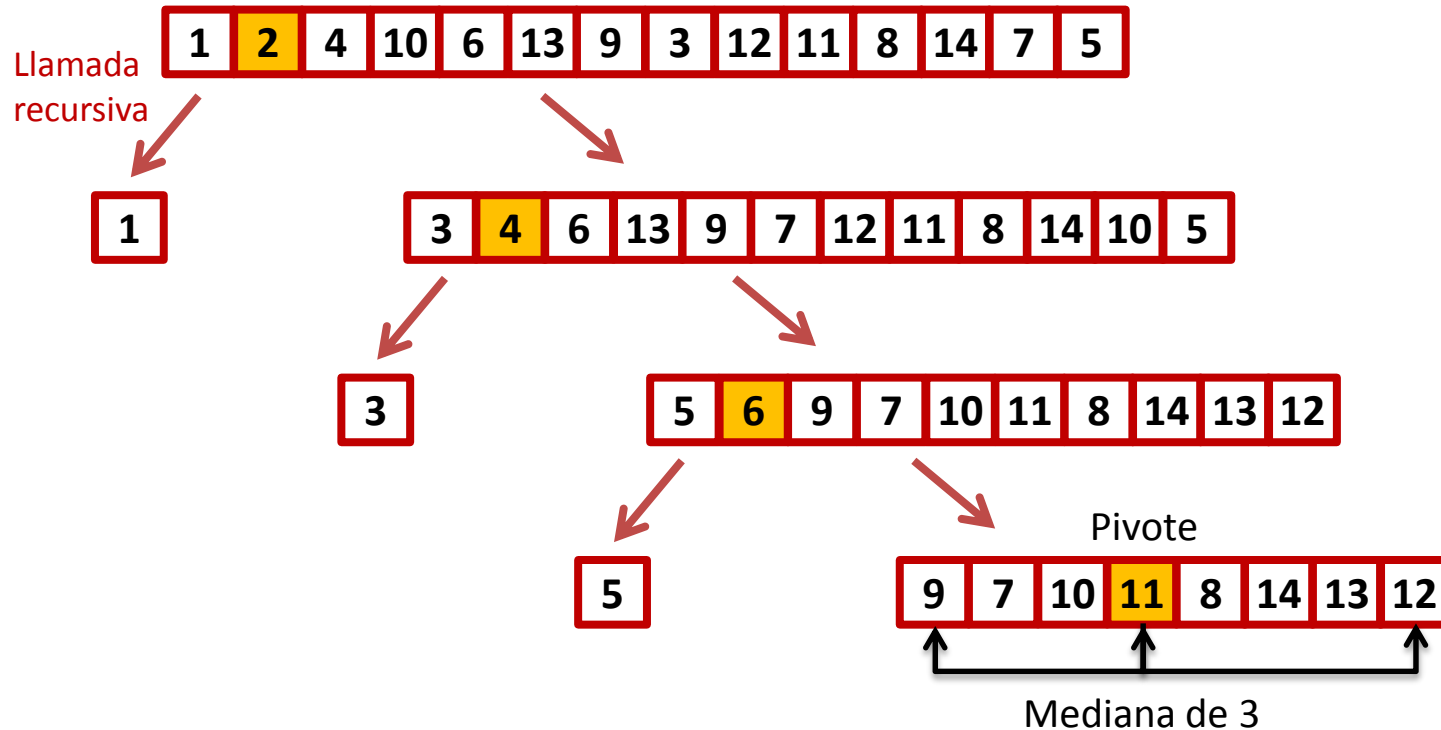 1 2 4 10 6 13 9 3 12 11 8 14 7 5
Llamada
recursiva
1
3 4 6 13 9 7 12 11 8 14 10 5
3
5 6 9 7 10 11 8 14 13 12
Pivote
5
9 7 10 11 8 14 13 12
Mediana de 3